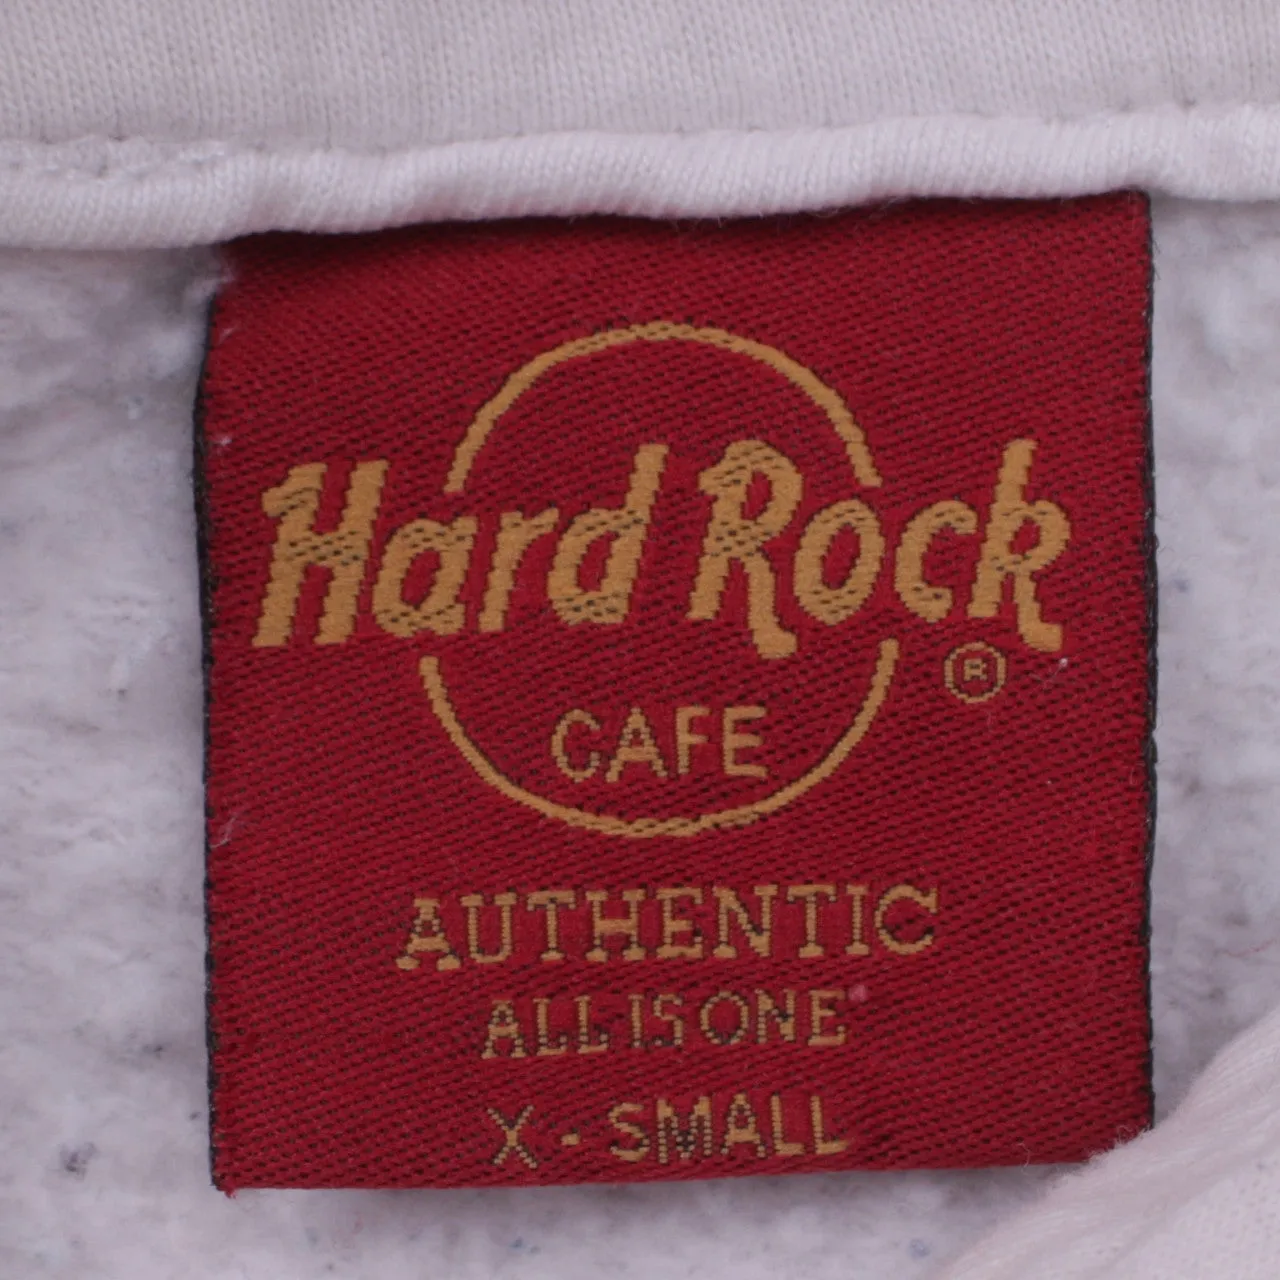 Hard Rock
®
CAFE
AUTHENTIC
ALL IS ONE
X-SMALL